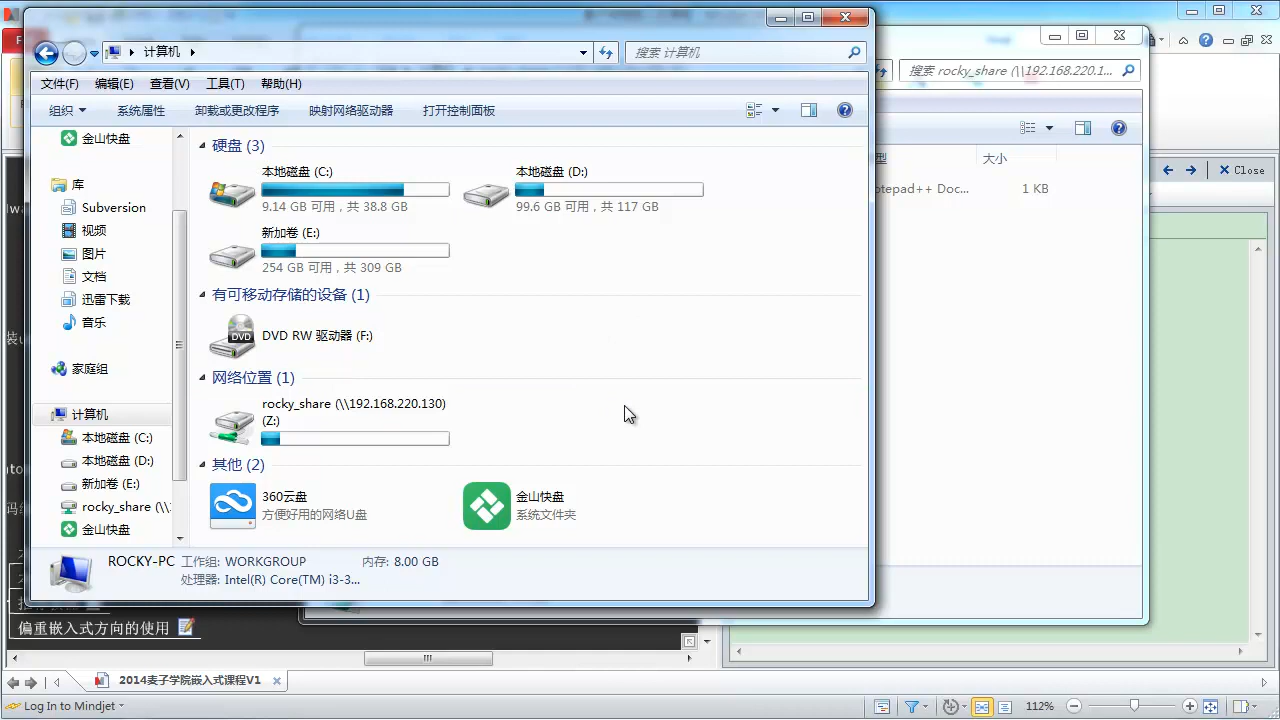 计算机
搜索 计算机
搜索 rocky_share (\\192.168.220.1...
文件(F) 编辑(E) 查看(V) 工具(T) 帮助(H)
组织 系统属性 卸载或更改程序 映射网络驱动器 打开控制面板
金山快盘
库
Subversion
视频
图片
文档
迅雷下载
音乐
家庭组
计算机
本地磁盘 (C:)
本地磁盘 (D:)
新加卷 (E:)
rocky_share (\\
金山快盘
硬盘 (3)
本地磁盘 (C:)
9.14 GB 可用 , 共 38.8 GB
本地磁盘 (D:)
99.6 GB 可用 , 共 117 GB
新加卷 (E:)
254 GB 可用 , 共 309 GB
有可移动存储的设备 (1)
DVD
DVD RW 驱动器 (F:)
网络位置 (1)
rocky_share (\\192.168.220.130)
(Z:)
其他 (2)
360云盘
方便好用的网络U盘
金山快盘
系统文件夹
ROCKY-PC 工作组: WORKGROUP 内存: 8.00 GB
处理器: Intel(R) Core(TM) i3-3...
型 大小
otepad++ Doc... 1 KB
Close
偏重嵌入式方向的使用
2014麦子学院嵌入式课程V1
Log In to Mindjet
112%